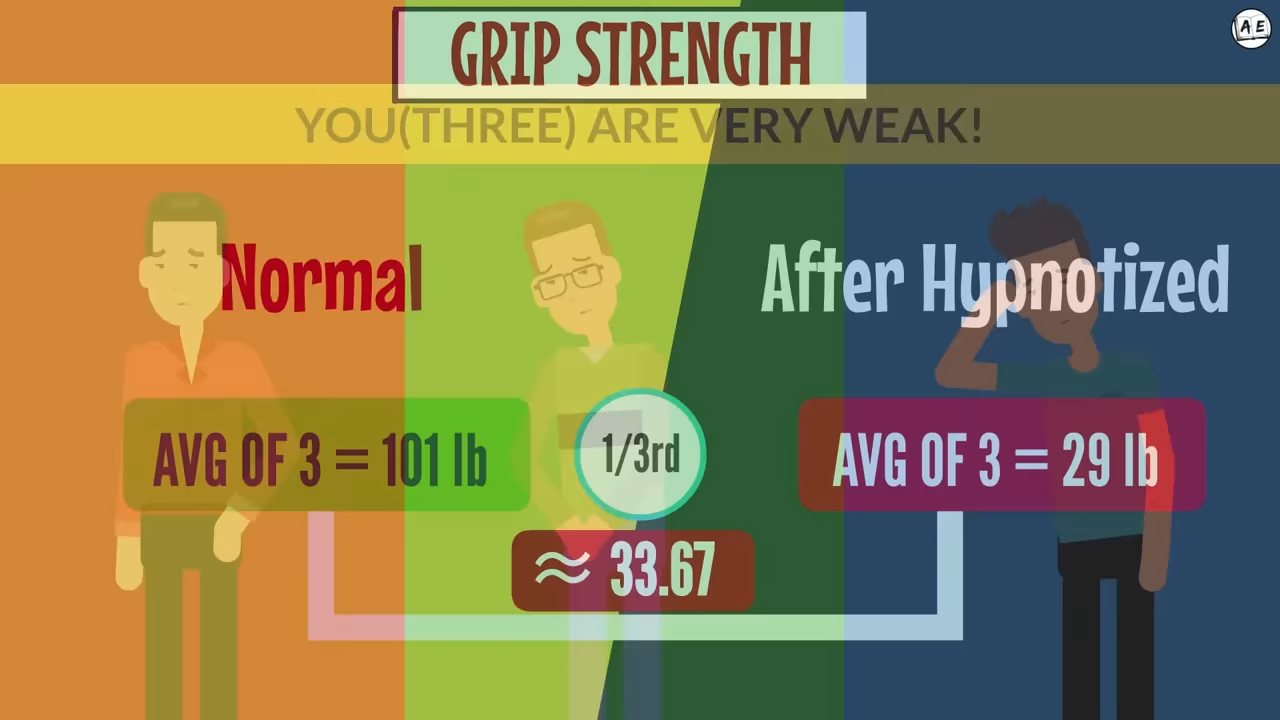 GRIP STRENGTH
AE
YOU(THREE) ARE VERY WEAK!
Normal
After Hypnotized
AVG OF 3 = 101 lb
1/3rd
AVG OF 3 = 29 lb
≈ 33.67